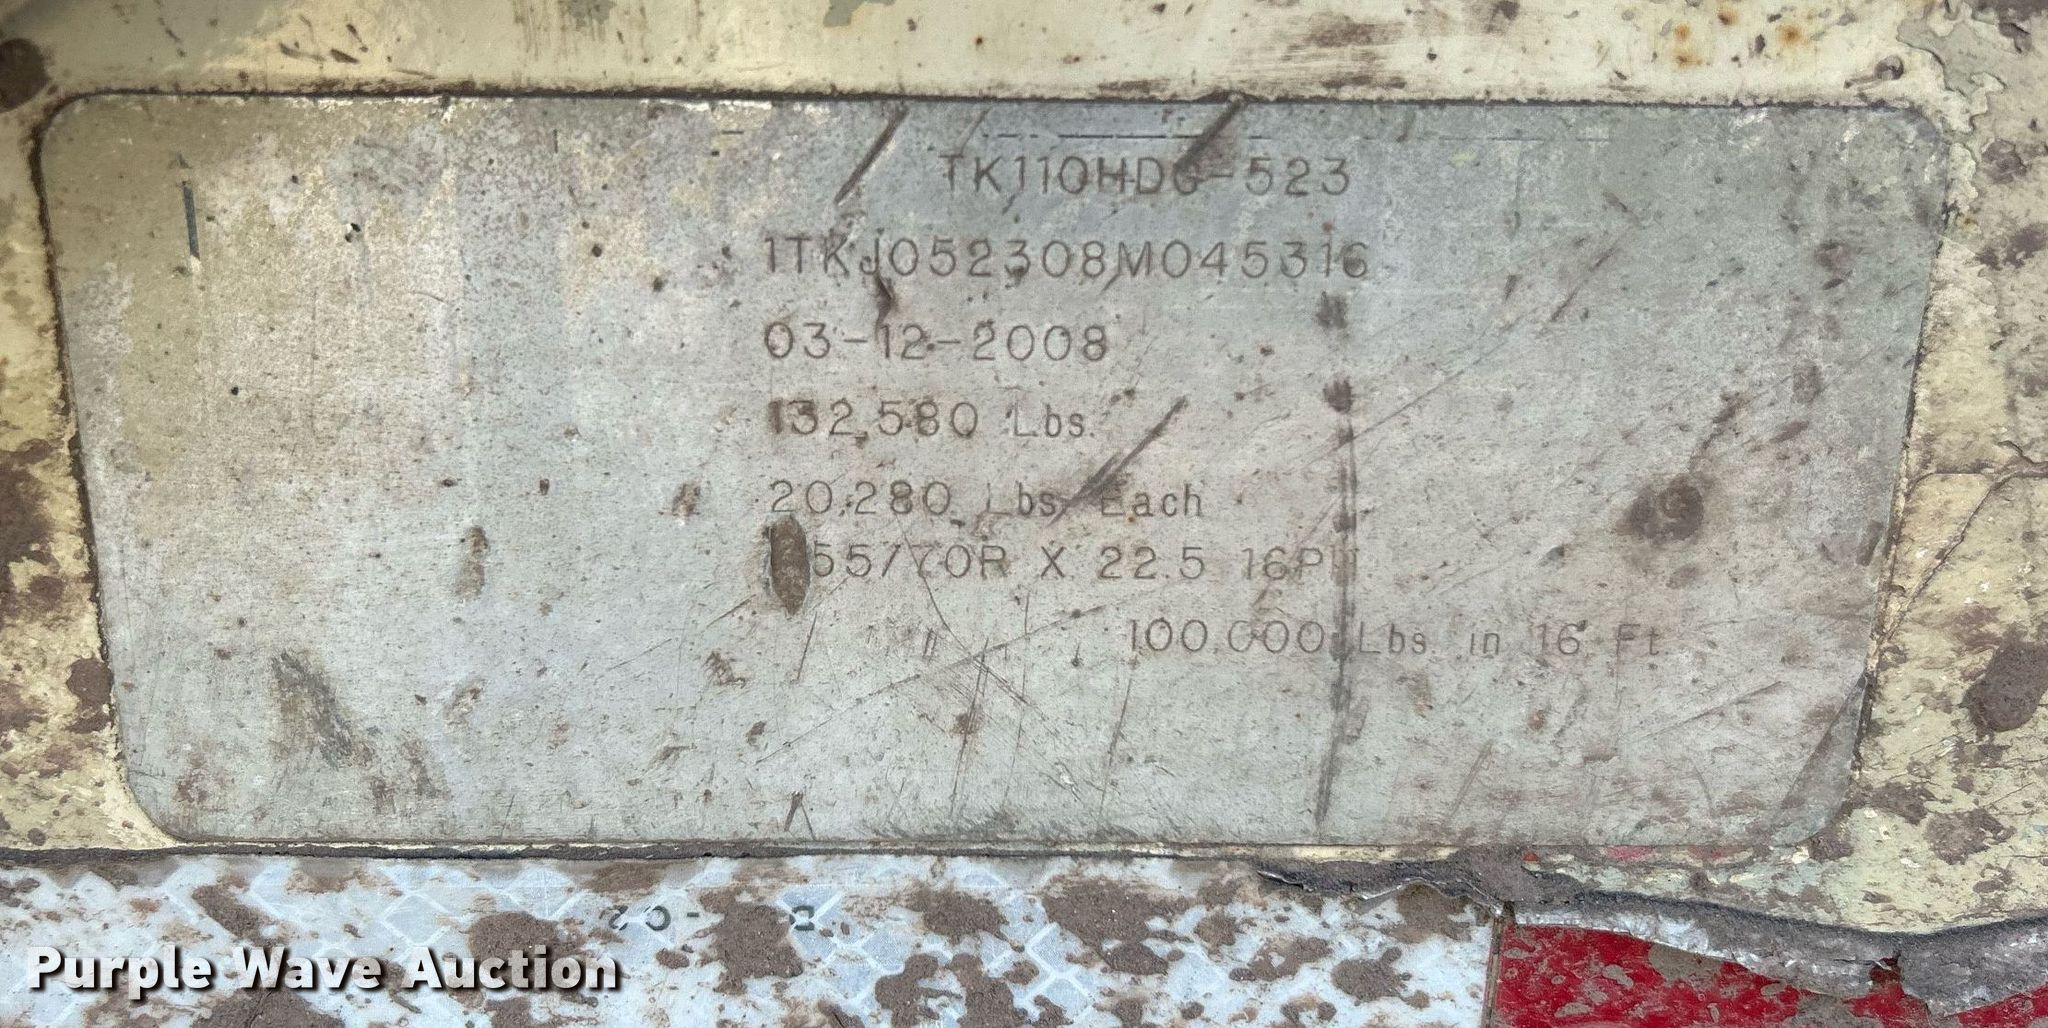 TK110HDG-523
1TKJ052308M045316
03-12-2008
132,580 Lbs.
20,280 Lbs. Each
55/70R X 22.5 16P
100,000 Lbs. in 16 Ft.
C2
Purple Wave Auction